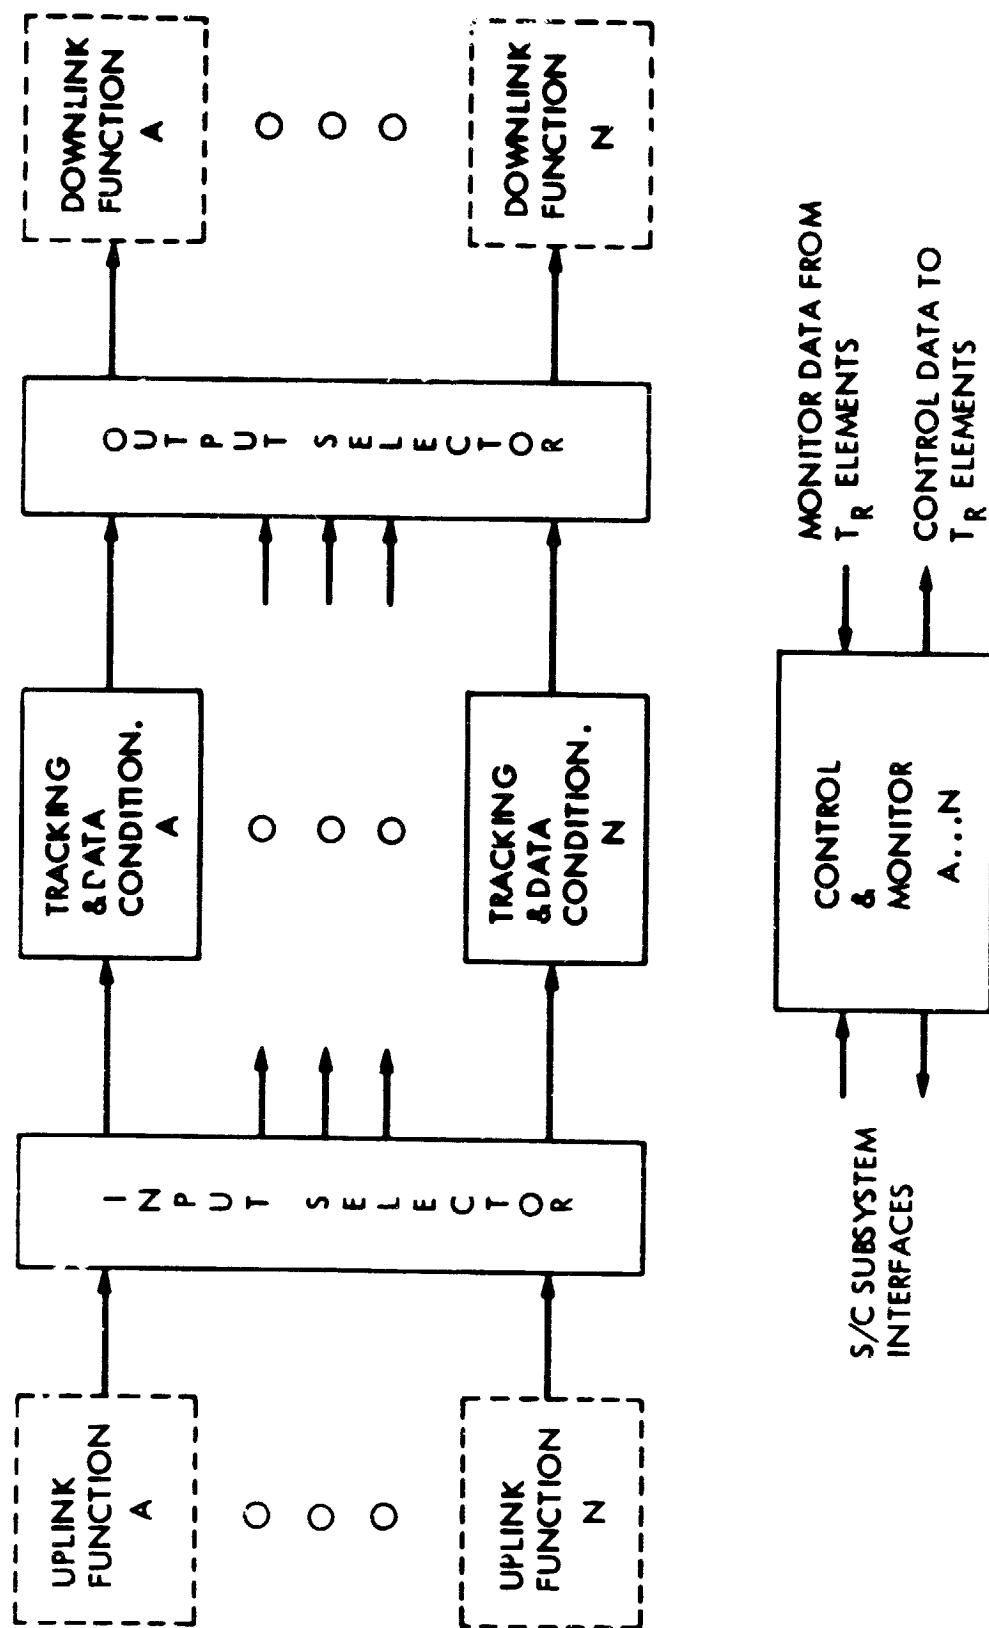 UPLINK
FUNCTION
A
UPLINK
FUNCTION
N
INPUT SELECTOR
TRACKING
& DATA
CONDITION.
A
TRACKING
& DATA
CONDITION.
N
OUTPUT SELECTOR
DOWNLINK
FUNCTION
A
DOWNLINK
FUNCTION
N
S/C SUBSYSTEM
INTERFACES
CONTROL
&
MONITOR
A...N
MONITOR DATA FROM
TR ELEMENTS
CONTROL DATA TO
TR ELEMENTS